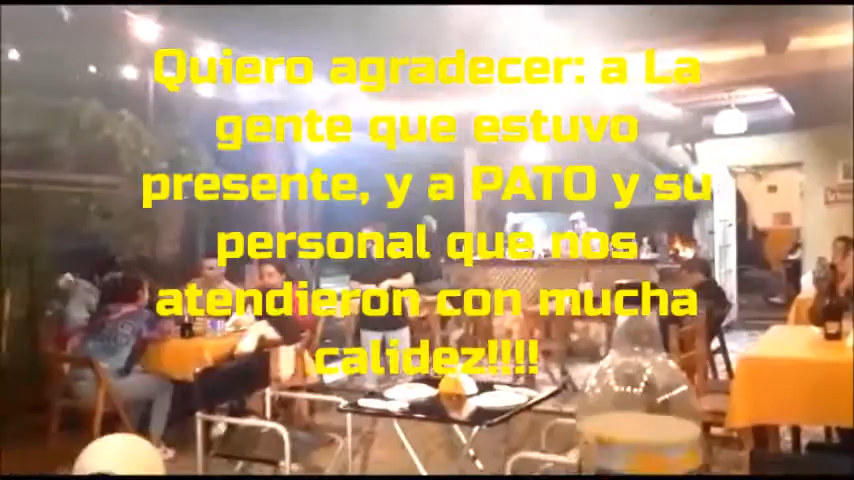 Quiero agradecer: a La
gente que estuvo
presente, y a PATO y su
personal que nos
atendieron con mucha
calidez!!!!